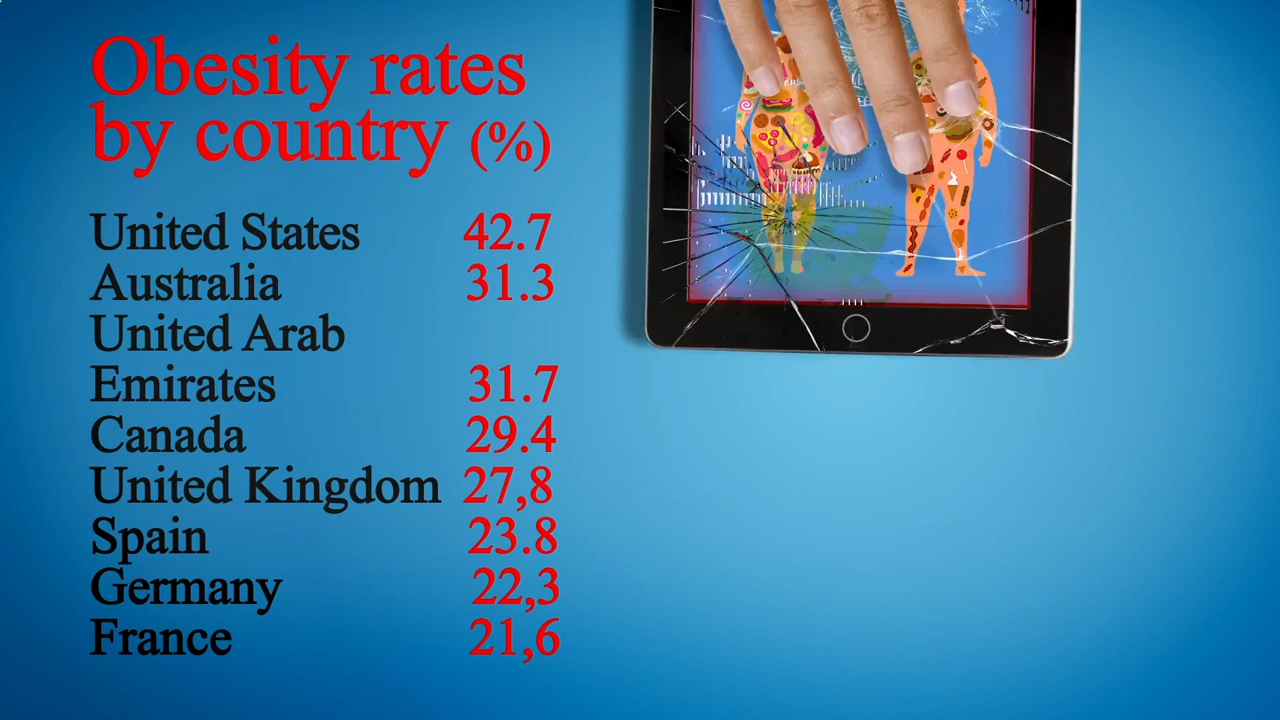 Obesity rates
by country (%)
United States 42.7
Australia 31.3
United Arab
Emirates 31.7
Canada 29.4
United Kingdom 27,8
Spain 23.8
Germany 22,3
France 21,6